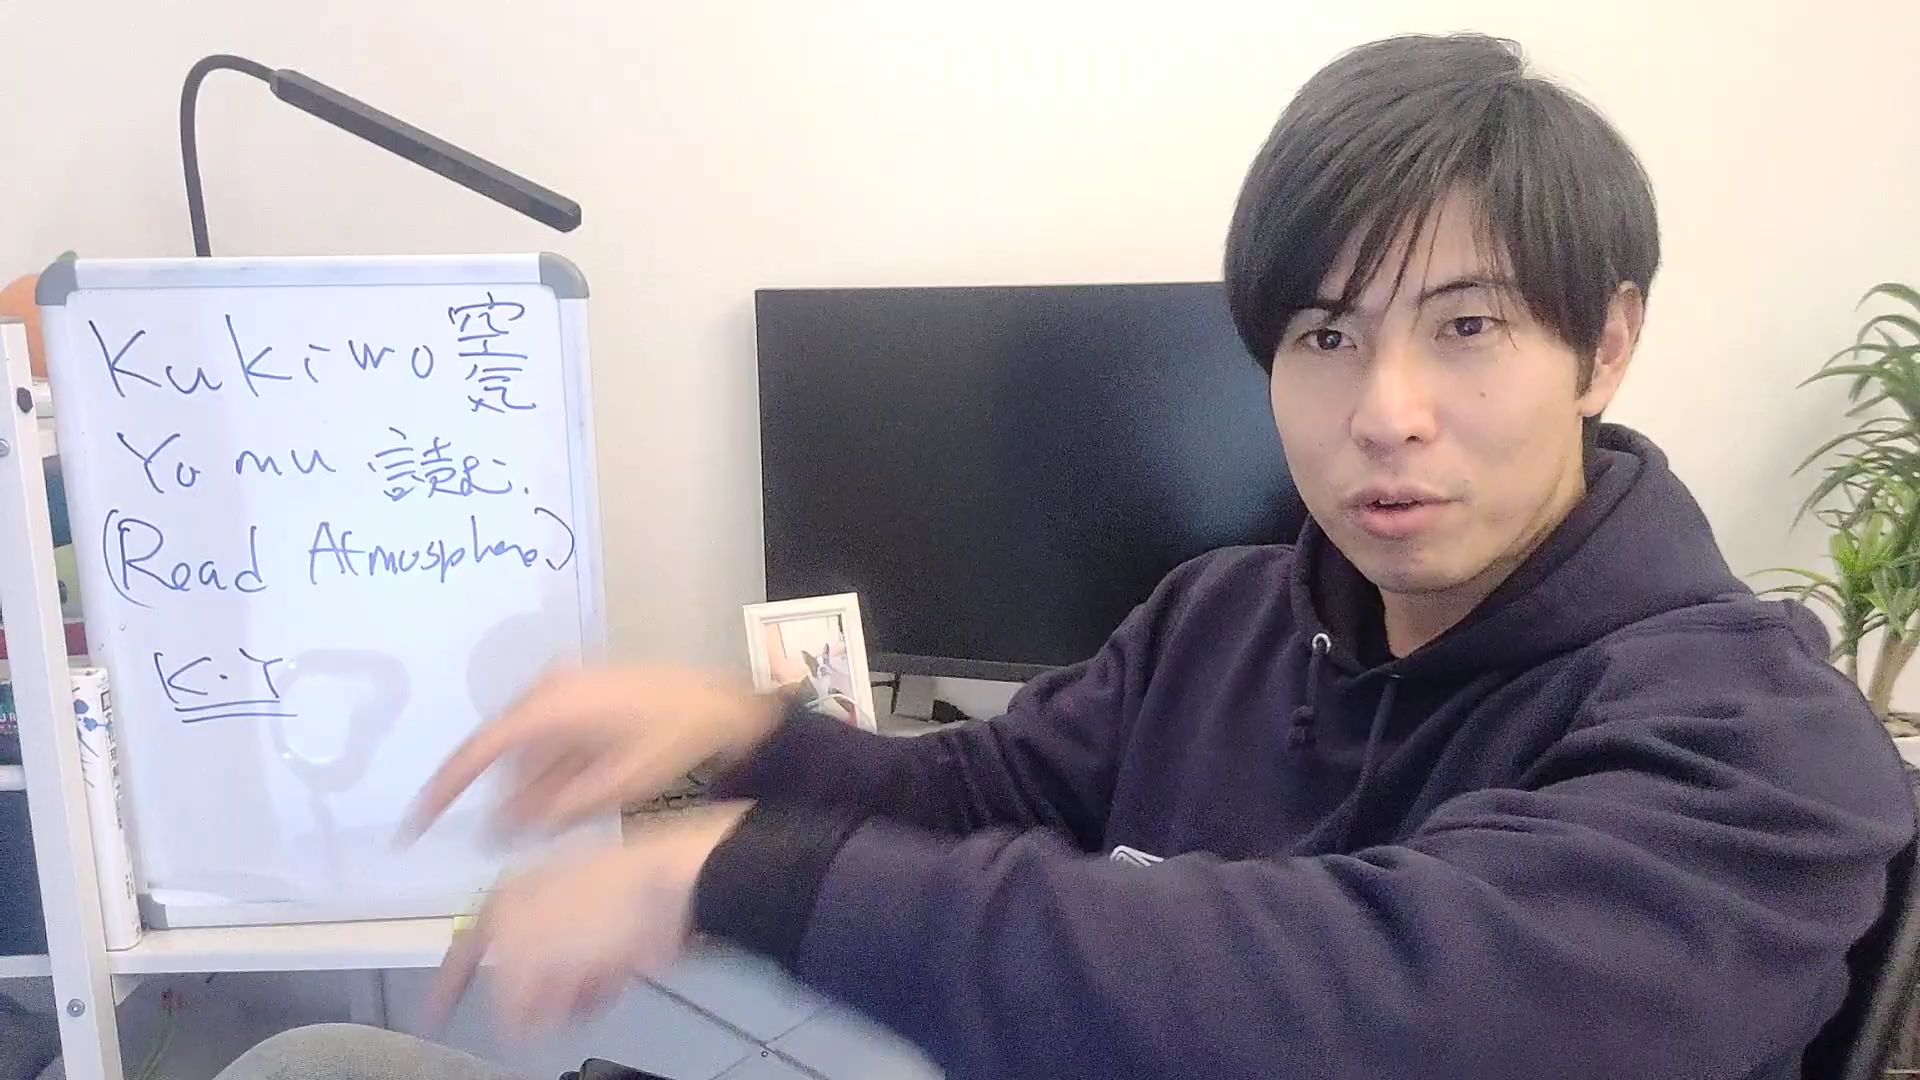 Kukiwo 空気
Yomu 読む.
(Read Atmosphere.)
K.Y